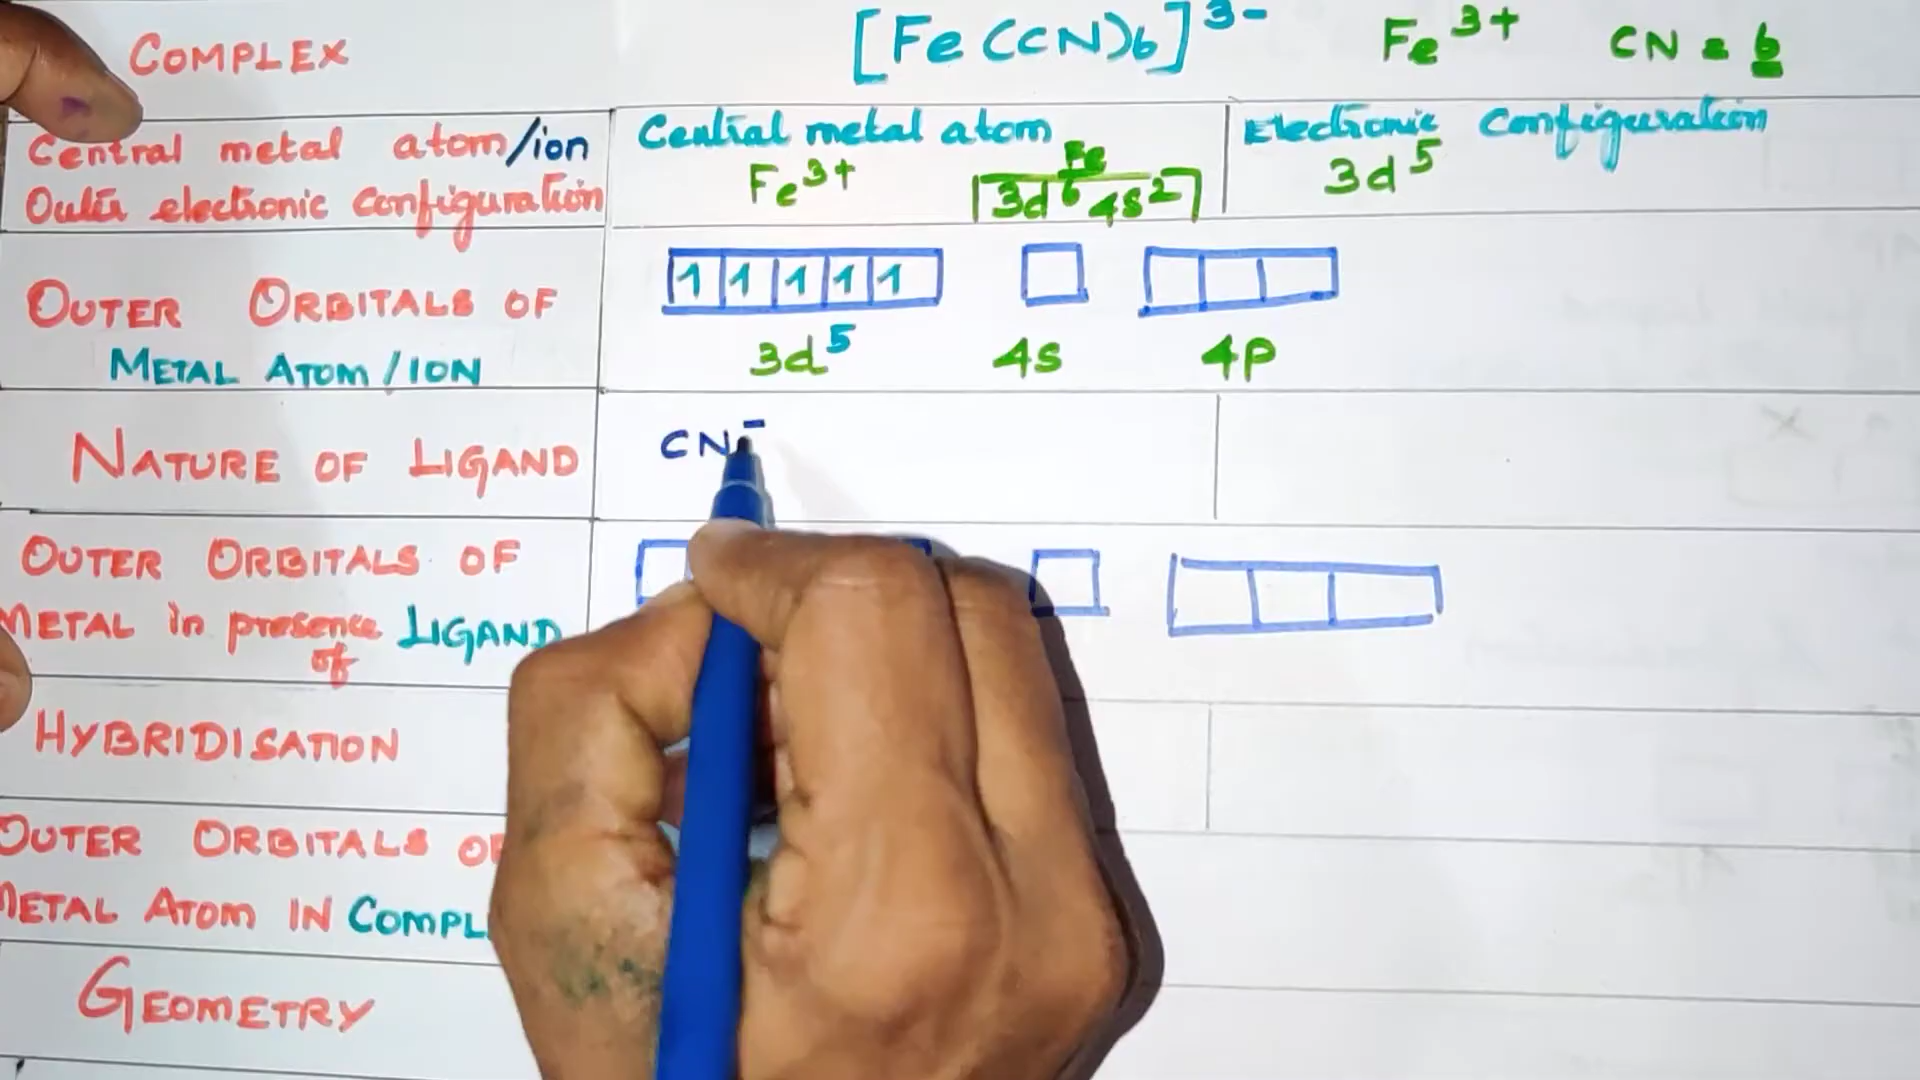 COMPLEX
[Fe(CN)6]3- Fe3+ CN = 6
Central metal atom/ion
Outer electronic configuration
Central metal atom
Fe3+
Fe
3d6 4s2
Electronic Configuration
3d5
OUTER ORBITALS OF
METAL ATOM/ION
1 1 1 1 1
3d5 4s 4p
NATURE OF LIGAND
CN-
OUTER ORBITALS OF
METAL in presence of LIGAND
HYBRIDISATION
OUTER ORBITALS
METAL ATOM IN COMPL
GEOMETRY